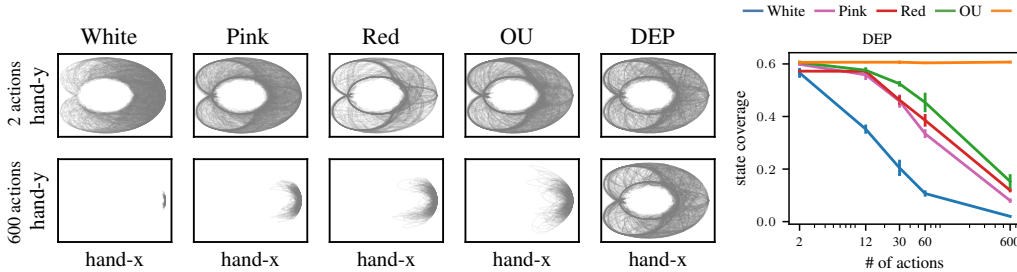 White Pink Red OU DEP
2 actions
hand-y
600 actions
hand-y
hand-x hand-x hand-x hand-x hand-x
White Pink Red OU
DEP
state coverage
0.6
0.4
0.2
0.0
2 12 30 60 600
# of actions